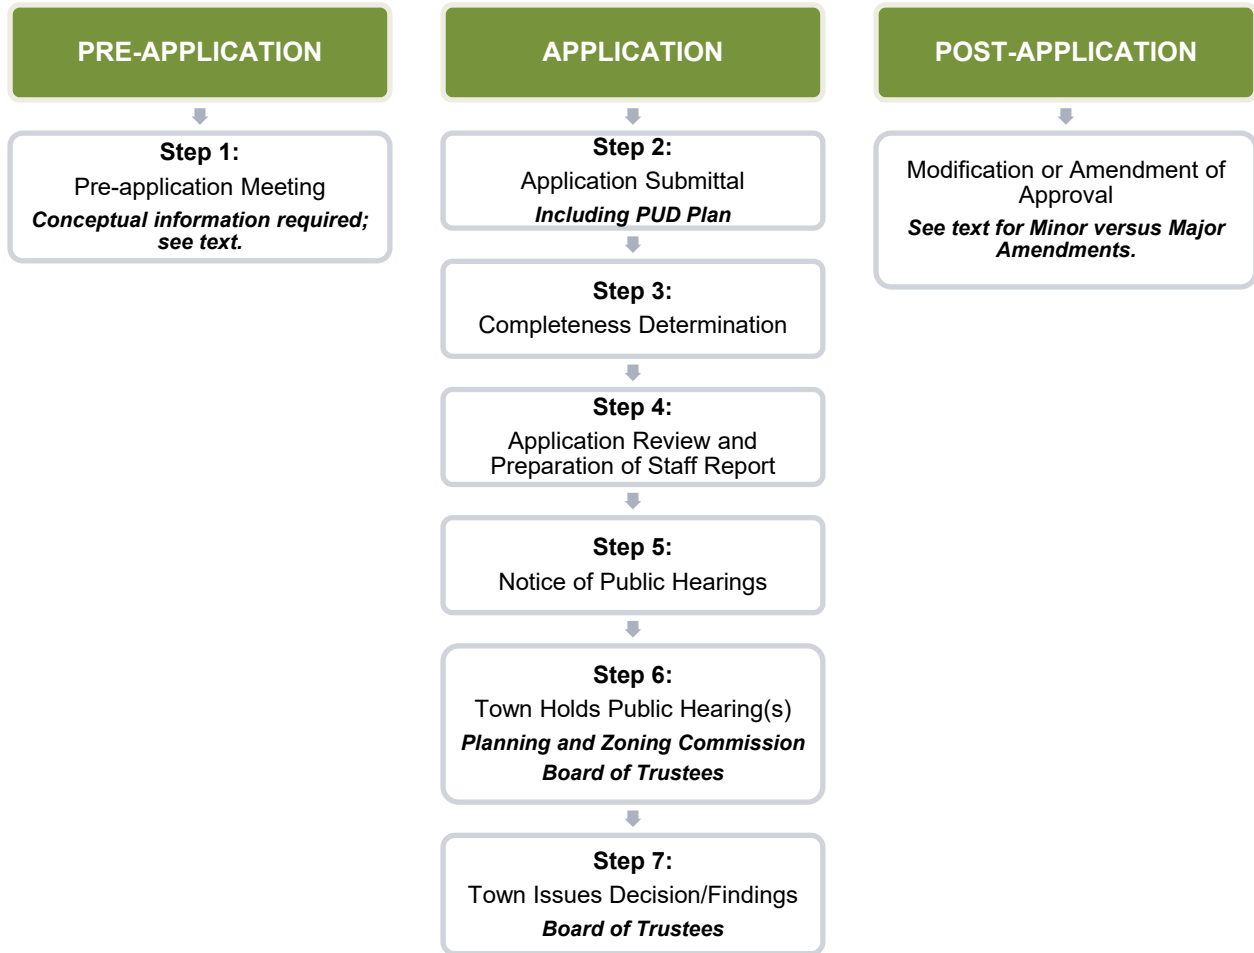 PRE-APPLICATION
Step 1:
Pre-application Meeting
Conceptual information required;
see text.
APPLICATION
Step 2:
Application Submittal
Including PUD Plan
Step 3:
Completeness Determination
Step 4:
Application Review and
Preparation of Staff Report
Step 5:
Notice of Public Hearings
Step 6:
Town Holds Public Hearing(s)
Planning and Zoning Commission
Board of Trustees
Step 7:
Town Issues Decision/Findings
Board of Trustees
POST-APPLICATION
Modification or Amendment of
Approval
See text for Minor versus Major
Amendments.